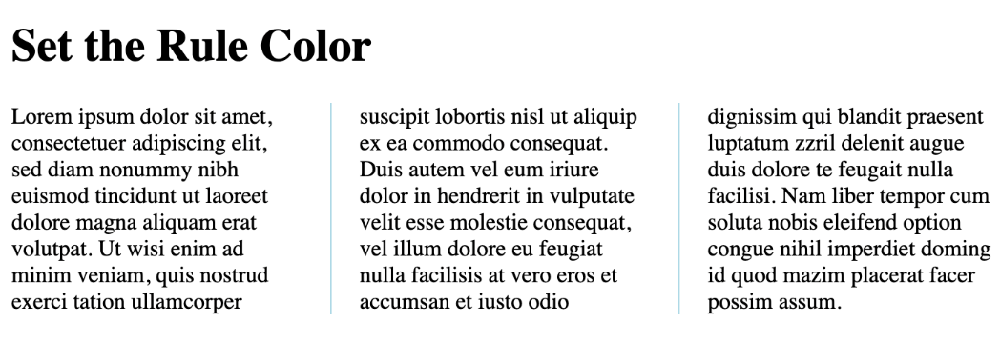 Set the Rule Color
Lorem ipsum dolor sit amet,
consectetuer adipiscing elit,
sed diam nonummy nibh
euismod tincidunt ut laoreet
dolore magna aliquam erat
volutpat. Ut wisi enim ad
minim veniam, quis nostrud
exerci tation ullamcorper
suscipit lobortis nisl ut aliquip
ex ea commodo consequat.
Duis autem vel eum iriure
dolor in hendrerit in vulputate
velit esse molestie consequat,
vel illum dolore eu feugiat
nulla facilisis at vero eros et
accumsan et iusto odio
dignissim qui blandit praesent
luptatum zzril delenit augue
duis dolore te feugait nulla
facilisi. Nam liber tempor cum
soluta nobis eleifend option
congue nihil imperdiet doming
id quod mazim placerat facer
possim assum.